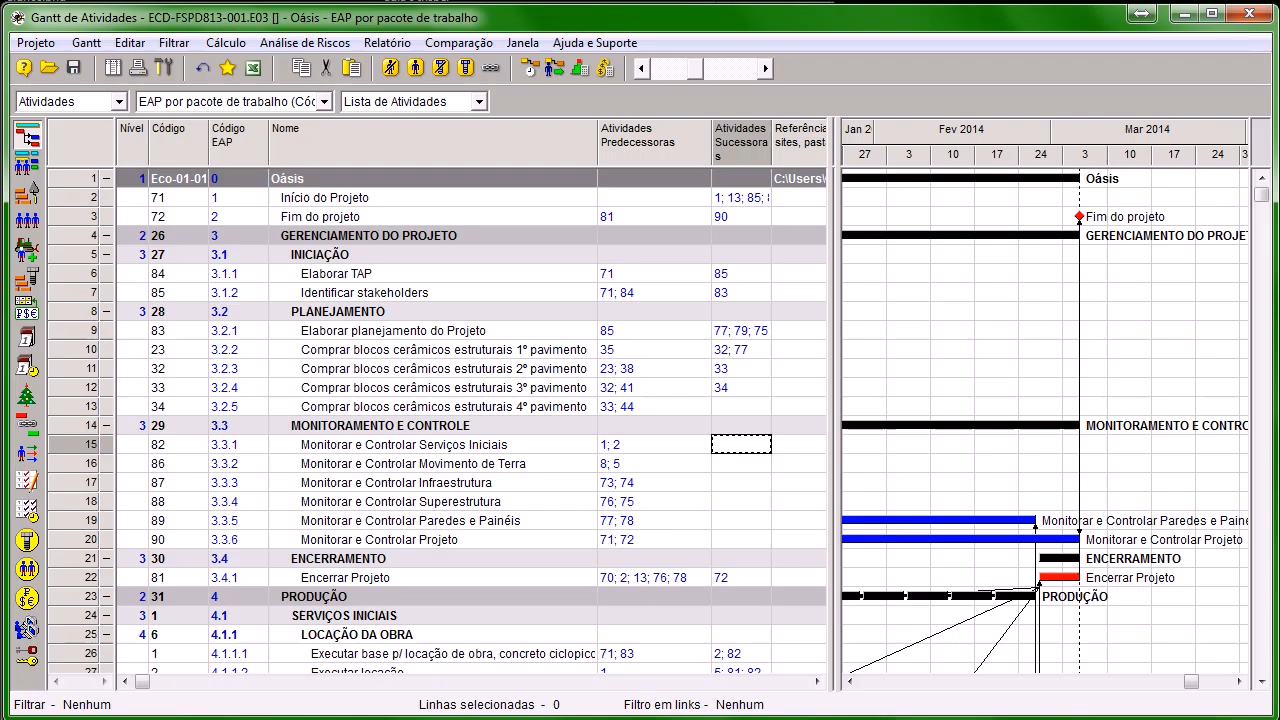 Gantt de Atividades - ECD-FSPD813-001.E03 [] - Oásis - EAP por pacote de trabalho
Projeto Gantt Editar Filtrar Cálculo Análise de Riscos Relatório Comparação Janela Ajuda e Suporte
Atividades EAP por pacote de trabalho (Cóc Lista de Atividades
Nível Código Código EAP Nome Atividades Predecessoras Atividades Sucessoras Referência sites, past
Jan 2 Fev 2014 Mar 2014
27 3 10 17 24 3 10 17 24 3
1 – 1 Eco-01-01 0 Oásis C:\Users\ Oásis
2 71 1 Início do Projeto 1; 13; 85;
3 72 2 Fim do projeto 81 90 Fim do projeto
4 – 2 26 3 GERENCIAMENTO DO PROJETO GERENCIAMENTO DO PROJET
5 – 3 27 3.1 INICIAÇÃO
6 84 3.1.1 Elaborar TAP 71 85
7 85 3.1.2 Identificar stakeholders 71; 84 83
8 – 3 28 3.2 PLANEJAMENTO
9 83 3.2.1 Elaborar planejamento do Projeto 85 77; 79; 75
10 23 3.2.2 Comprar blocos cerâmicos estruturais 1º pavimento 35 32; 77
11 32 3.2.3 Comprar blocos cerâmicos estruturais 2º pavimento 23; 38 33
12 33 3.2.4 Comprar blocos cerâmicos estruturais 3º pavimento 32; 41 34
13 34 3.2.5 Comprar blocos cerâmicos estruturais 4º pavimento 33; 44
14 – 3 29 3.3 MONITORAMENTO E CONTROLE MONITORAMENTO E CONTRO
15 82 3.3.1 Monitorar e Controlar Serviços Iniciais 1; 2
16 86 3.3.2 Monitorar e Controlar Movimento de Terra 8; 5
17 87 3.3.3 Monitorar e Controlar Infraestrutura 73; 74
18 88 3.3.4 Monitorar e Controlar Superestrutura 76; 75
19 89 3.3.5 Monitorar e Controlar Paredes e Painéis 77; 78 Monitorar e Controlar Paredes e Paine
20 90 3.3.6 Monitorar e Controlar Projeto 71; 72 Monitorar e Controlar Projeto
21 – 3 30 3.4 ENCERRAMENTO ENCERRAMENTO
22 81 3.4.1 Encerrar Projeto 70; 2; 13; 76; 78 72 Encerrar Projeto
23 – 2 31 4 PRODUÇÃO PRODUÇÃO
24 – 3 1 4.1 SERVIÇOS INICIAIS
25 – 4 6 4.1.1 LOCAÇÃO DA OBRA
26 1 4.1.1.1 Executar base p/ locação de obra, concreto ciclopico 71; 83 2; 82
27 2 4.1.1.2 Executar locação 1 5; 81; 82
Filtrar - Nenhum Linhas selecionadas - 0 Filtro em links - Nenhum